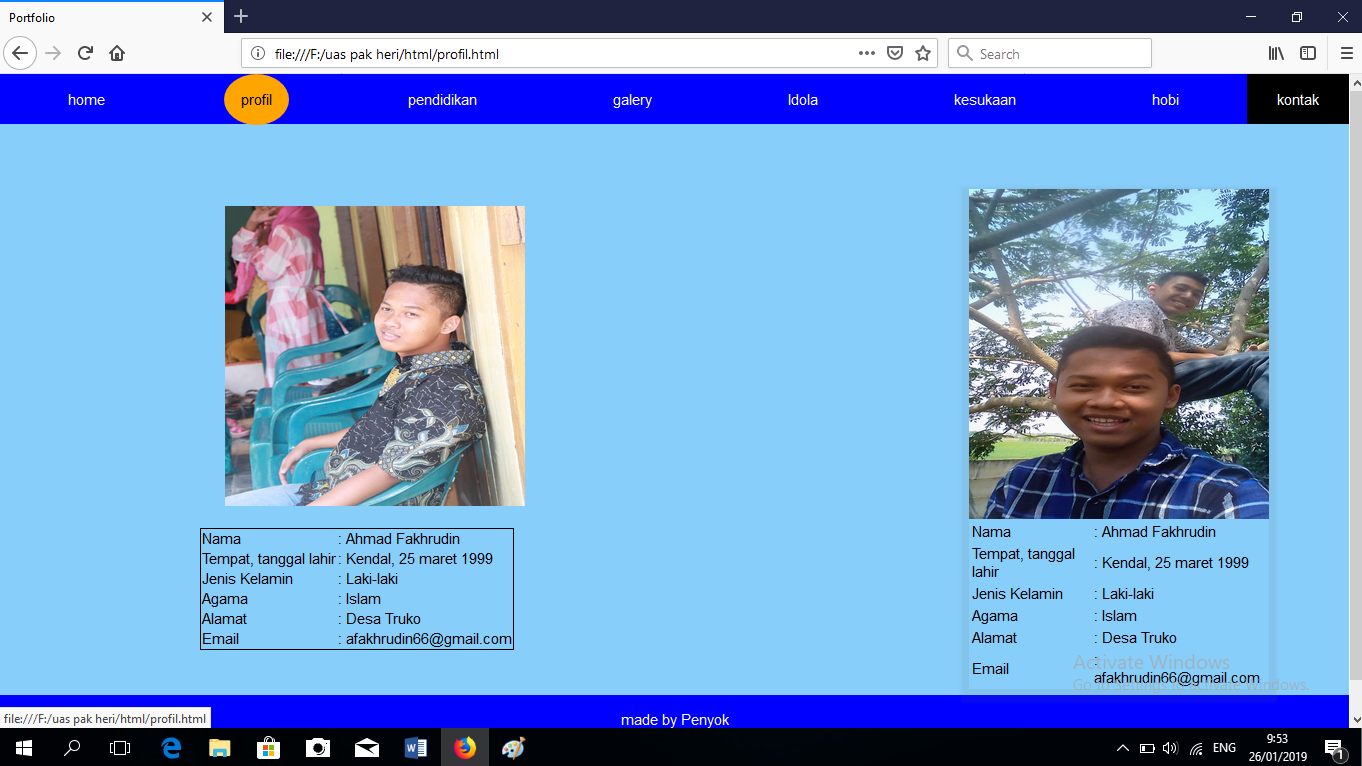 Portfolio
file:///F:/uas pak heri/html/profil.html
Search
home profil pendidikan galery Idola kesukaan hobi kontak
Nama : Ahmad Fakhrudin
Tempat, tanggal lahir : Kendal, 25 maret 1999
Jenis Kelamin : Laki-laki
Agama : Islam
Alamat : Desa Truko
Email : afakhrudin66@gmail.com
Nama : Ahmad Fakhrudin
Tempat, tanggal
lahir : Kendal, 25 maret 1999
Jenis Kelamin : Laki-laki
Agama : Islam
Alamat : Desa Truko
Email :
afakhrudin66@gmail.com
Activate Windows
Go to Settings to activate Windows.
file:///F:/uas pak heri/html/profil.html
made by Penyok
ENG
9:53
26/01/2019
1